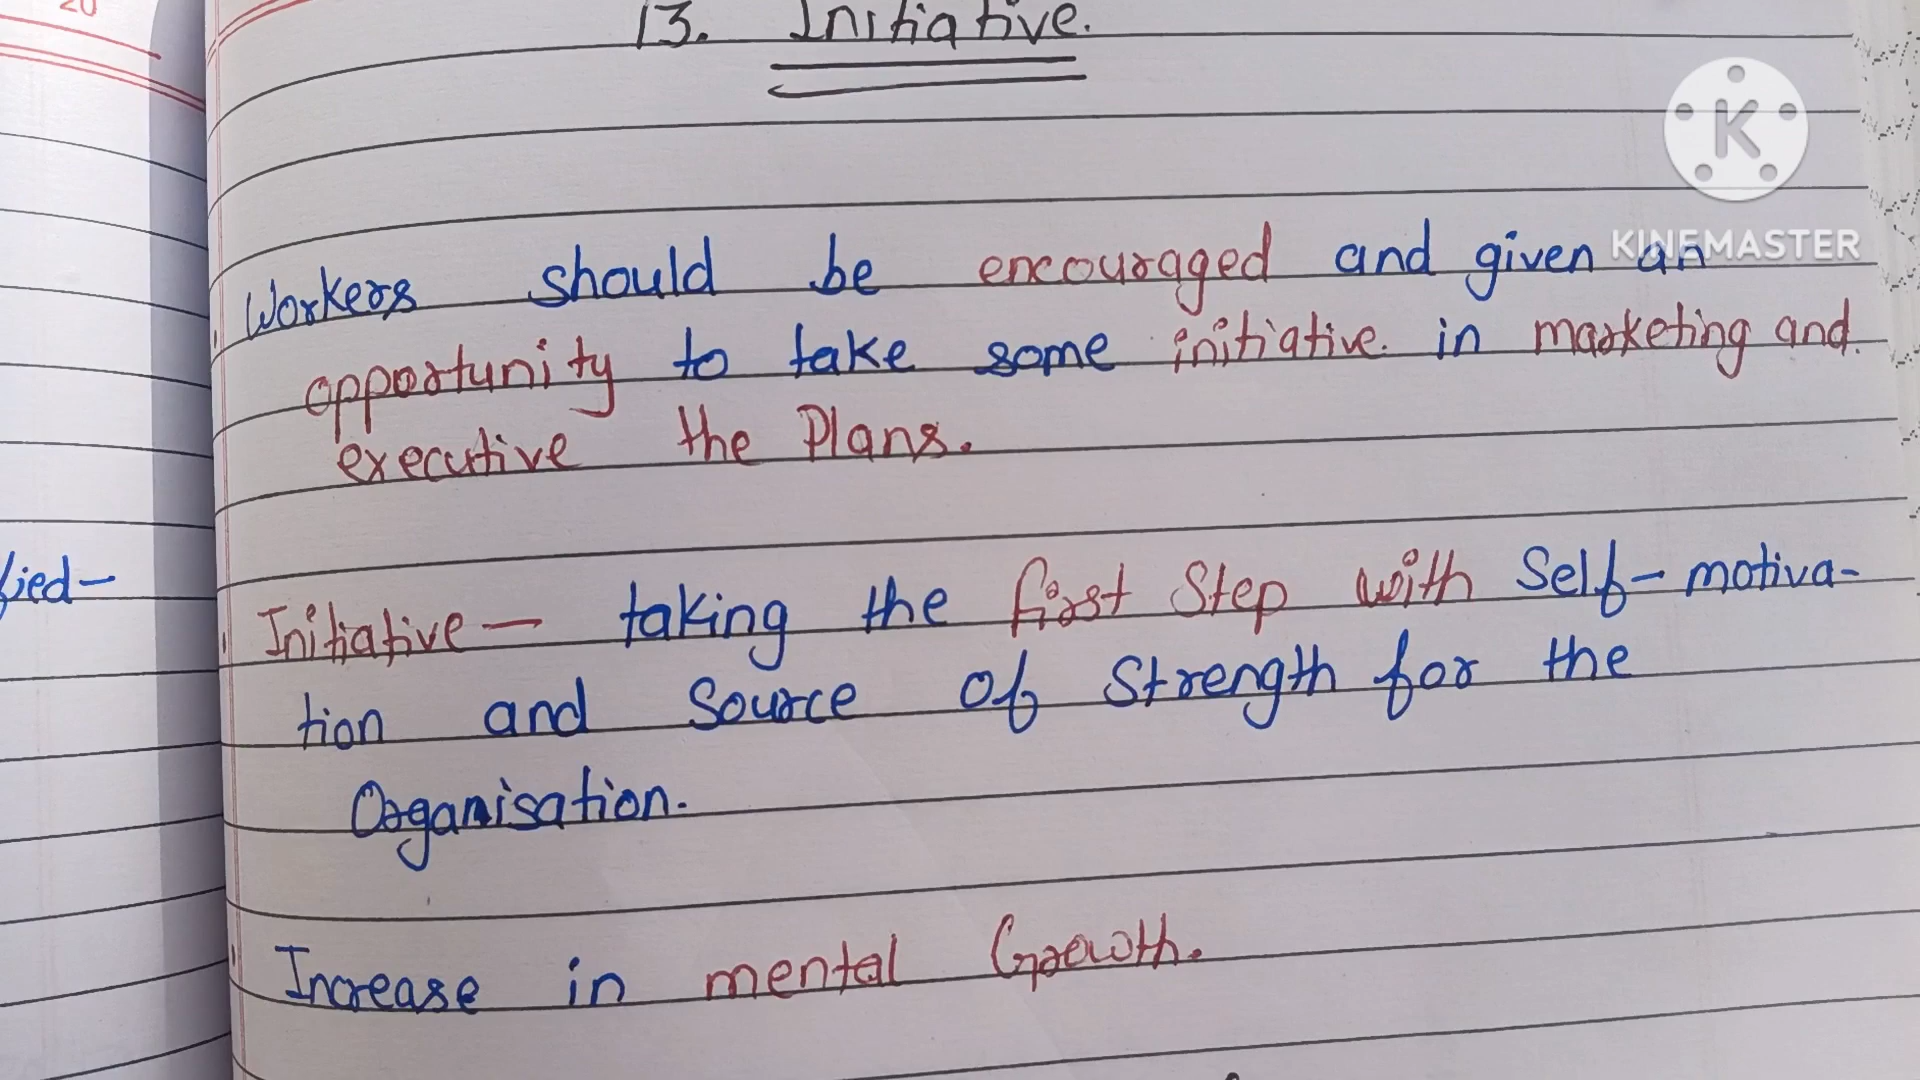 20
13. Initiative.
KINEMASTER
Workers should be encouraged and given an
opportunity to take some initiative. in marketing and.
executive the Plans.
fied-
Initiative - taking the first Step with Self-motiva-
tion and Source of Strength for the
Organisation.
Increase in mental Growth.